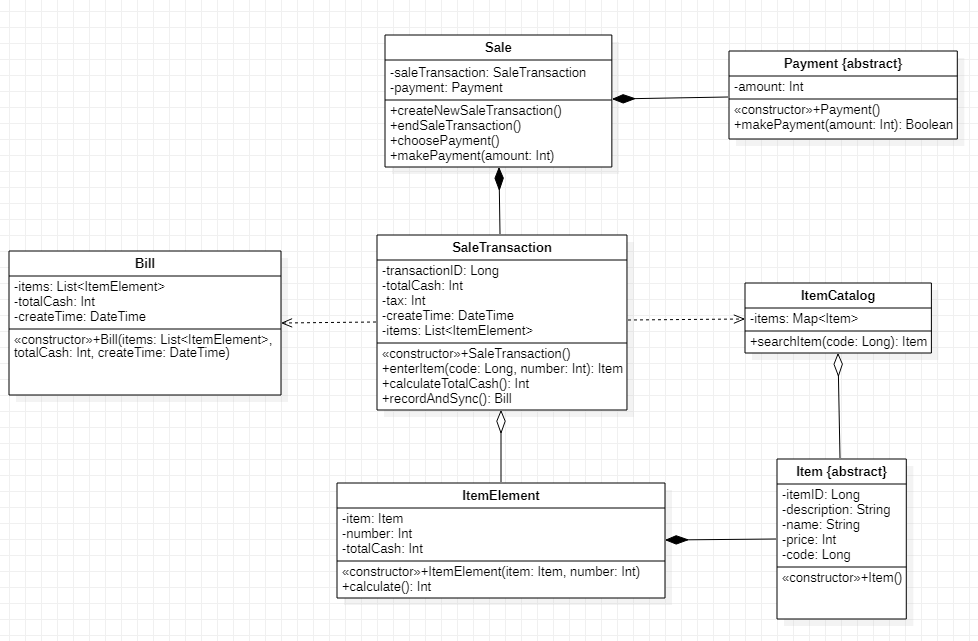 Sale
-saleTransaction: SaleTransaction
-payment: Payment
+createNewSaleTransaction()
+endSaleTransaction()
+choosePayment()
+makePayment(amount: Int)
Payment {abstract}
-amount: Int
«constructor»+Payment()
+makePayment(amount: Int): Boolean
Bill
-items: List<ItemElement>
-totalCash: Int
-createTime: DateTime
«constructor»+Bill(items: List<ItemElement>,
totalCash: Int, createTime: DateTime)
SaleTransaction
-transactionID: Long
-totalCash: Int
-tax: Int
-createTime: DateTime
-items: List<ItemElement>
«constructor»+SaleTransaction()
+enterItem(code: Long, number: Int): Item
+calculateTotalCash(): Int
+recordAndSync(): Bill
ItemCatalog
-items: Map<Item>
+searchItem(code: Long): Item
ItemElement
-item: Item
-number: Int
-totalCash: Int
«constructor»+ItemElement(item: Item, number: Int)
+calculate(): Int
Item {abstract}
-itemID: Long
-description: String
-name: String
-price: Int
-code: Long
«constructor»+Item()